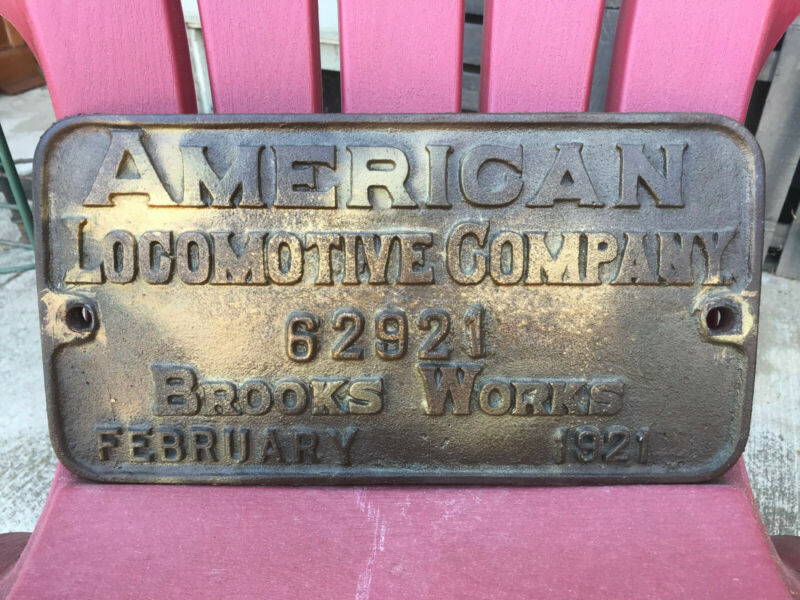 AMERICAN
LOCOMOTIVE COMPANY
62921
BROOKS WORKS
FEBRUARY 1921